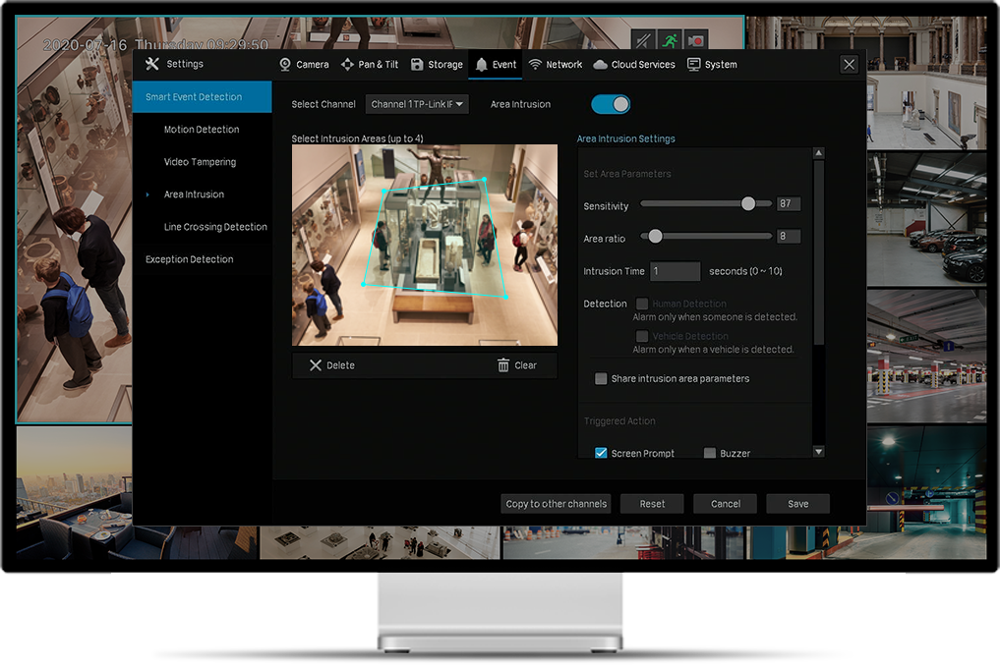 2020-07-16 Thursday 09:29:50
Settings
Camera
Pan & Tilt
Storage
Event
Network
Cloud Services
System
Smart Event Detection
Motion Detection
Video Tampering
Area Intrusion
Line Crossing Detection
Exception Detection
Select Channel
Channel 1 TP-Link IP
Area Intrusion
Select Intrusion Areas (up to 4)
Delete
Clear
Area Intrusion Settings
Set Area Parameters
Sensitivity
87
Area ratio
8
Intrusion Time
1
seconds (0 ~ 10)
Detection
Human Detection
Alarm only when someone is detected.
Vehicle Detection
Alarm only when a vehicle is detected.
Share intrusion area parameters
Triggered Action
Screen Prompt
Buzzer
Copy to other channels
Reset
Cancel
Save